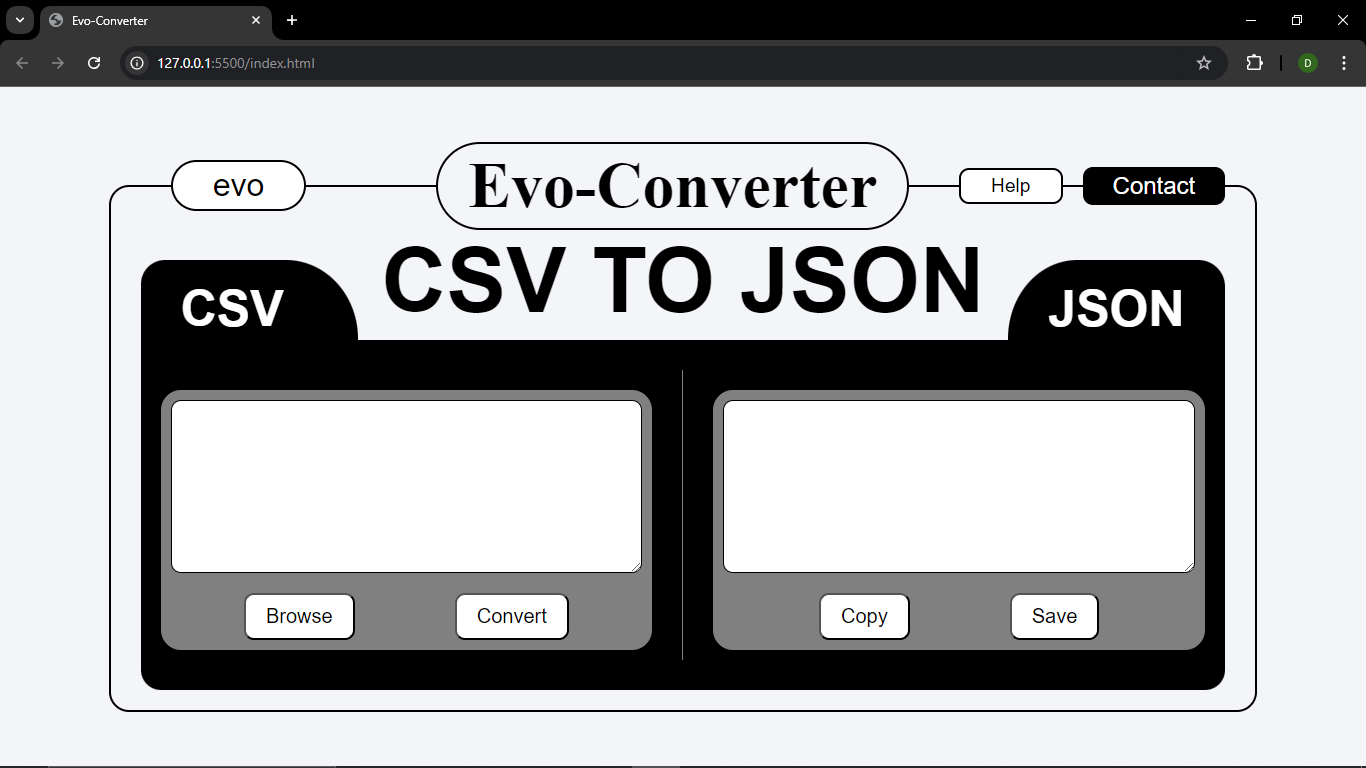 Evo-Converter
127.0.0.1:5500/index.html
D
evo
Evo-Converter
Help
Contact
CSV
CSV TO JSON
JSON
Browse
Convert
Copy
Save